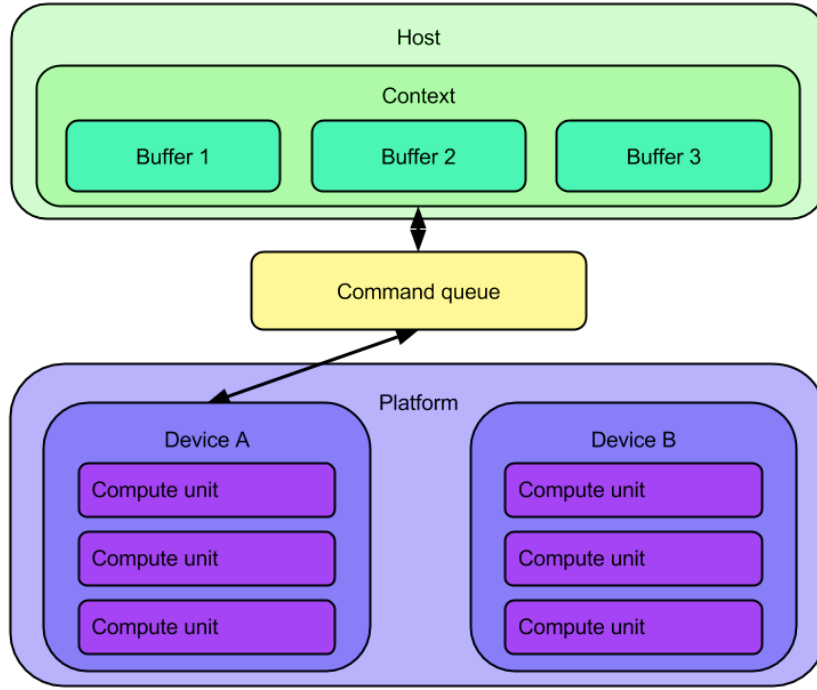 Host
Context
Buffer 1
Buffer 2
Buffer 3
Command queue
Platform
Device A
Compute unit
Compute unit
Compute unit
Device B
Compute unit
Compute unit
Compute unit